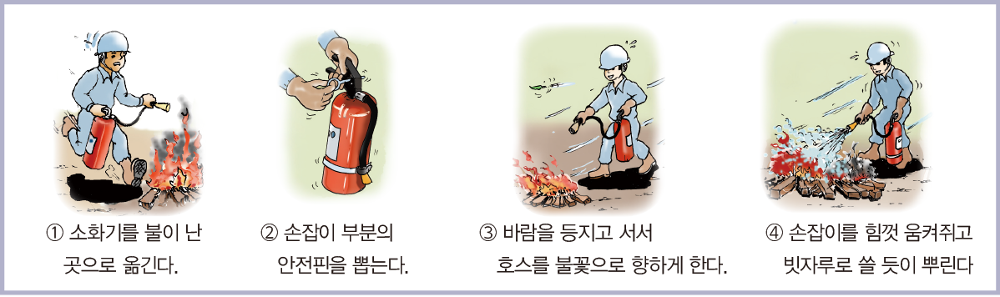 ① 소화기를 불이 난
곳으로 옮긴다.
② 손잡이 부분의
안전핀을 뽑는다.
③ 바람을 등지고 서서
호스를 불꽃으로 향하게 한다.
④ 손잡이를 힘껏 움켜쥐고
빗자루로 쓸 듯이 뿌린다